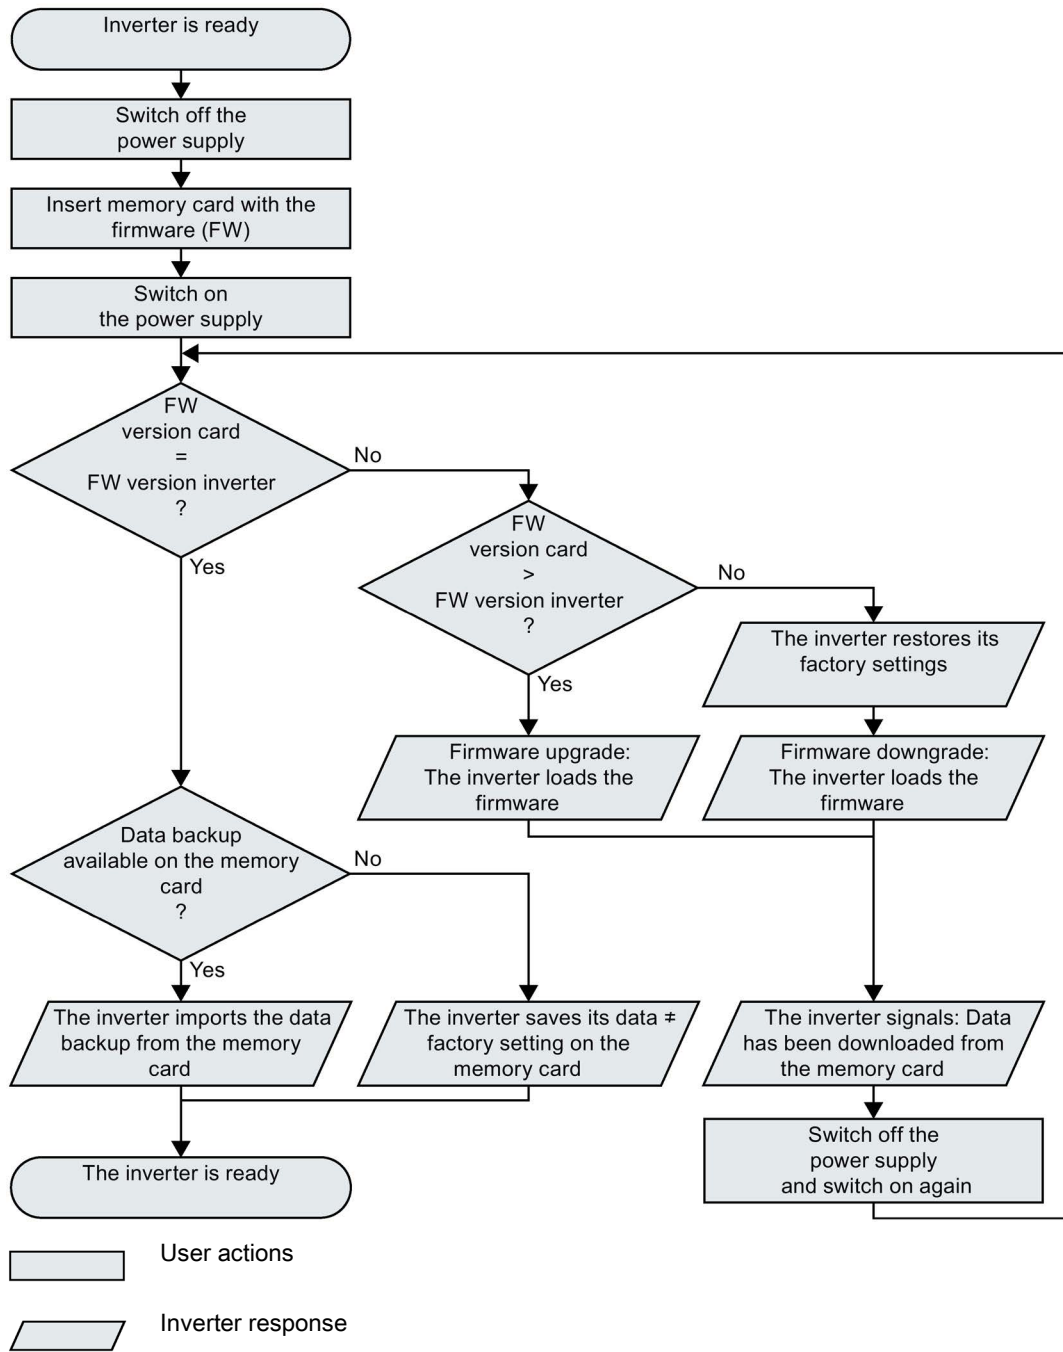 Inverter is ready
Switch off the
power supply
Insert memory card with the
firmware (FW)
Switch on
the power supply
FW
version card
=
FW version inverter
?
No
Yes
FW
version card
>
FW version inverter
?
No
Yes
The inverter restores its
factory settings
Firmware upgrade:
The inverter loads the
firmware
Firmware downgrade:
The inverter loads the
firmware
Data backup
available on the memory
card
?
No
Yes
The inverter imports the data
backup from the memory
card
The inverter saves its data ≠
factory setting on the
memory card
The inverter signals: Data
has been downloaded from
the memory card
Switch off the
power supply
and switch on again
The inverter is ready
User actions
Inverter response